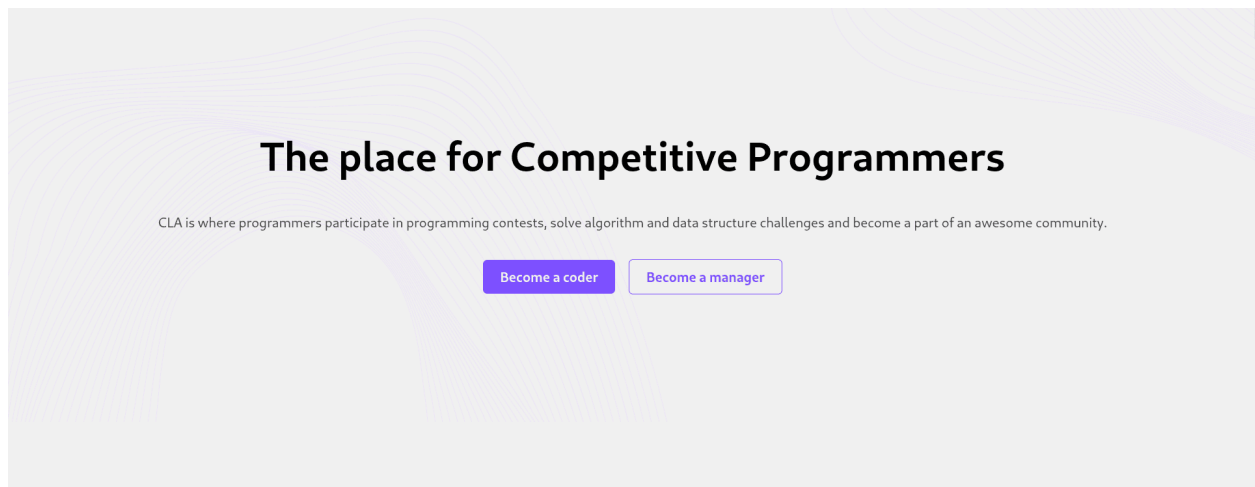 The place for Competitive Programmers
CLA is where programmers participate in programming contests, solve algorithm and data structure challenges and become a part of an awesome community.
Become a coder
Become a manager